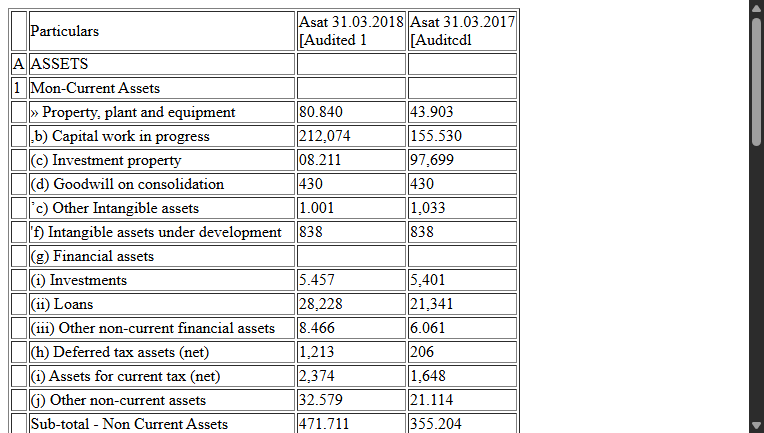 Particulars Asat 31.03.2018 [Audited 1 Asat 31.03.2017 [Auditcdl
A ASSETS
1 Mon-Current Assets
» Property, plant and equipment 80.840 43.903
,b) Capital work in progress 212,074 155.530
(c) Investment property 08.211 97,699
(d) Goodwill on consolidation 430 430
'c) Other Intangible assets 1.001 1,033
'f) Intangible assets under development 838 838
(g) Financial assets
(i) Investments 5.457 5,401
(ii) Loans 28,228 21,341
(iii) Other non-current financial assets 8.466 6.061
(h) Deferred tax assets (net) 1,213 206
(i) Assets for current tax (net) 2,374 1,648
(j) Other non-current assets 32.579 21.114
Sub-total - Non Current Assets 471.711 355.204